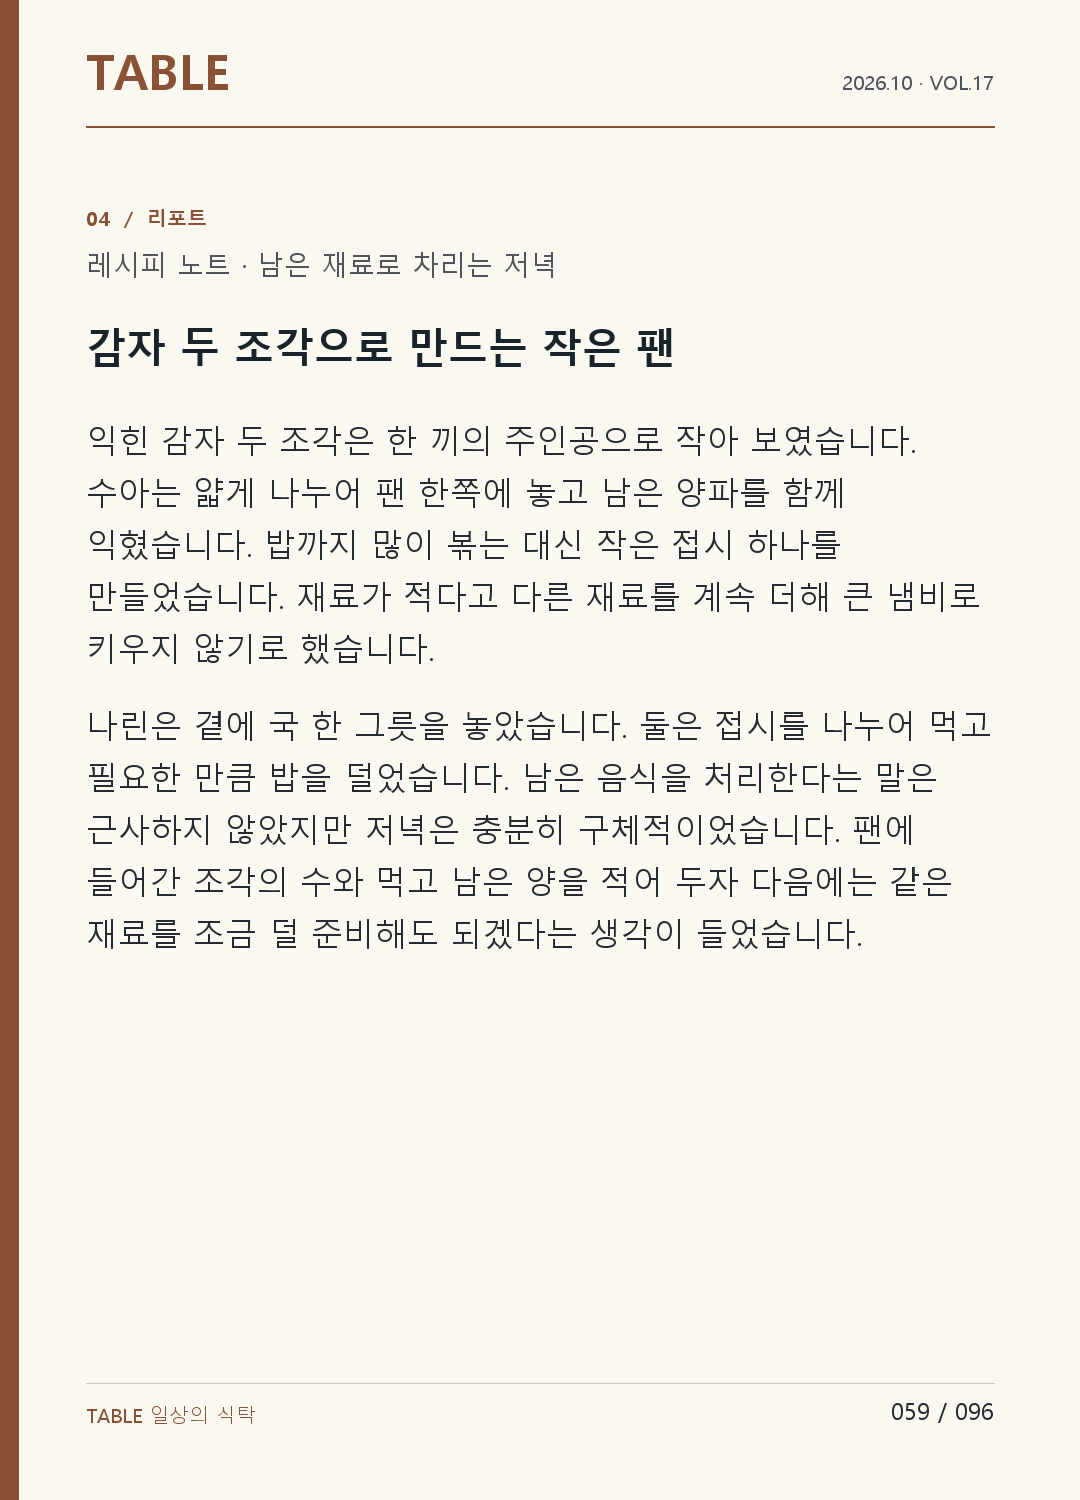 TABLE
2026.10 · VOL.17
04 / 리포트
레시피 노트 · 남은 재료로 차리는 저녁
감자 두 조각으로 만드는 작은 팬
익힌 감자 두 조각은 한 끼의 주인공으로 작아 보였습니다.
수아는 얇게 나누어 팬 한쪽에 놓고 남은 양파를 함께
익혔습니다. 밥까지 많이 볶는 대신 작은 접시 하나를
만들었습니다. 재료가 적다고 다른 재료를 계속 더해 큰 냄비로
키우지 않기로 했습니다.
나린은 곁에 국 한 그릇을 놓았습니다. 둘은 접시를 나누어 먹고
필요한 만큼 밥을 덜었습니다. 남은 음식을 처리한다는 말은
근사하지 않았지만 저녁은 충분히 구체적이었습니다. 팬에
들어간 조각의 수와 먹고 남은 양을 적어 두자 다음에는 같은
재료를 조금 덜 준비해도 되겠다는 생각이 들었습니다.
TABLE 일상의 식탁
059 / 096